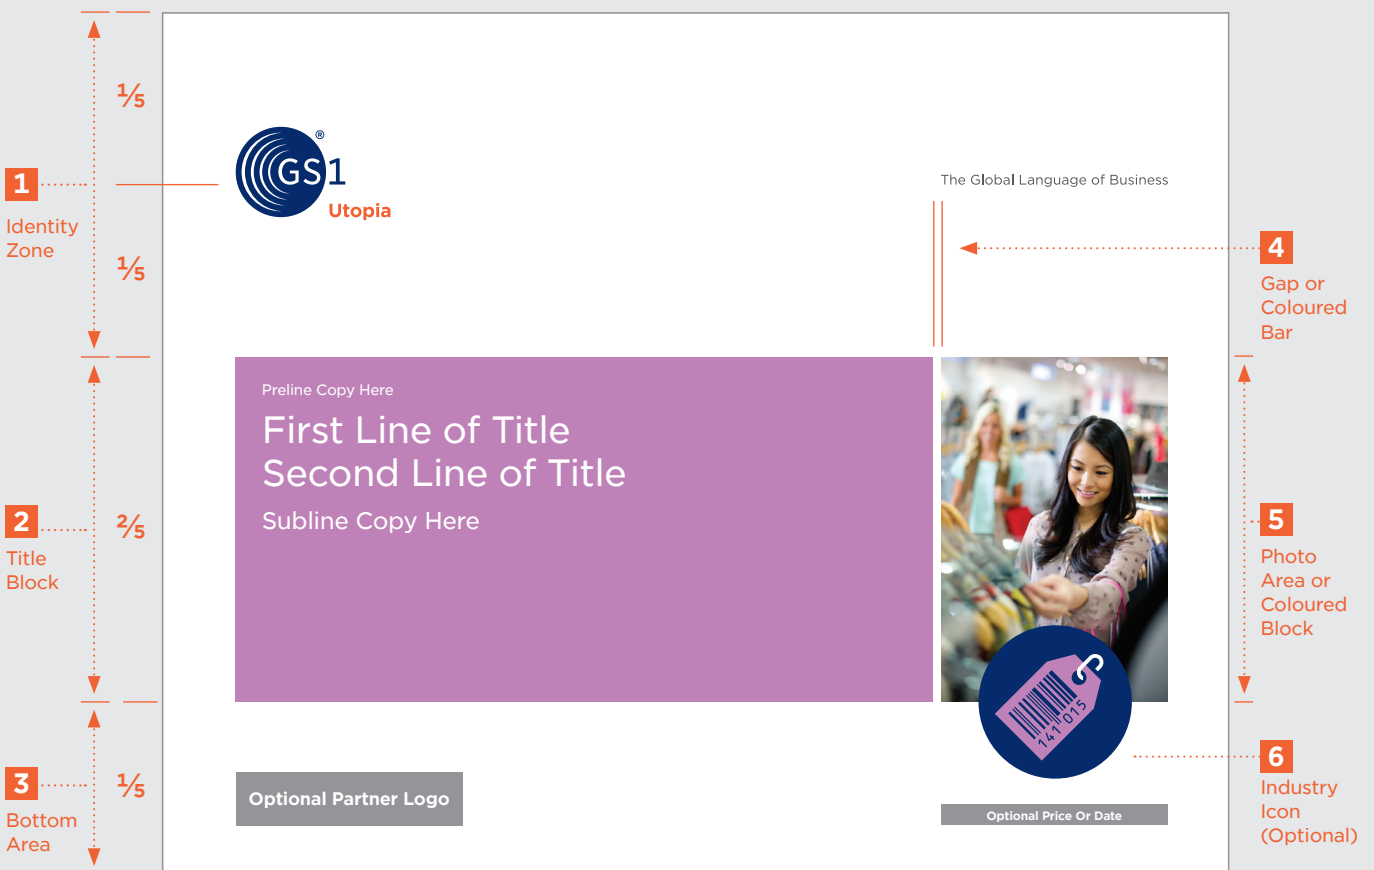 1/5
GS1
®
Utopia
1
Identity
Zone
1/5
The Global Language of Business
4
Gap or
Coloured
Bar
Preline Copy Here
First Line of Title
Second Line of Title
Subline Copy Here
2
Title
Block
2/5
5
Photo
Area or
Coloured
Block
141 015
3
Bottom
Area
1/5
Optional Partner Logo
Optional Price Or Date
6
Industry
Icon
(Optional)